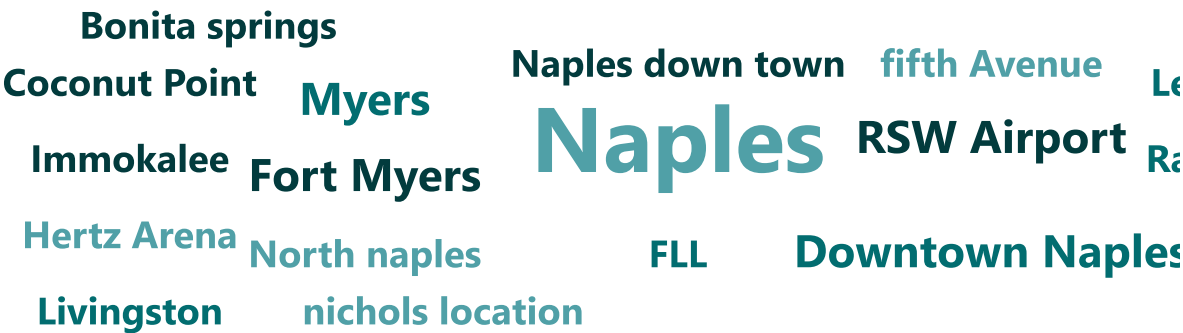 Bonita springs
Naples down town
fifth Avenue
Coconut Point
Myers
Naples
RSW Airport
Immokalee
Fort Myers
Hertz Arena
North naples
FLL
Downtown Naples
Livingston
nichols location